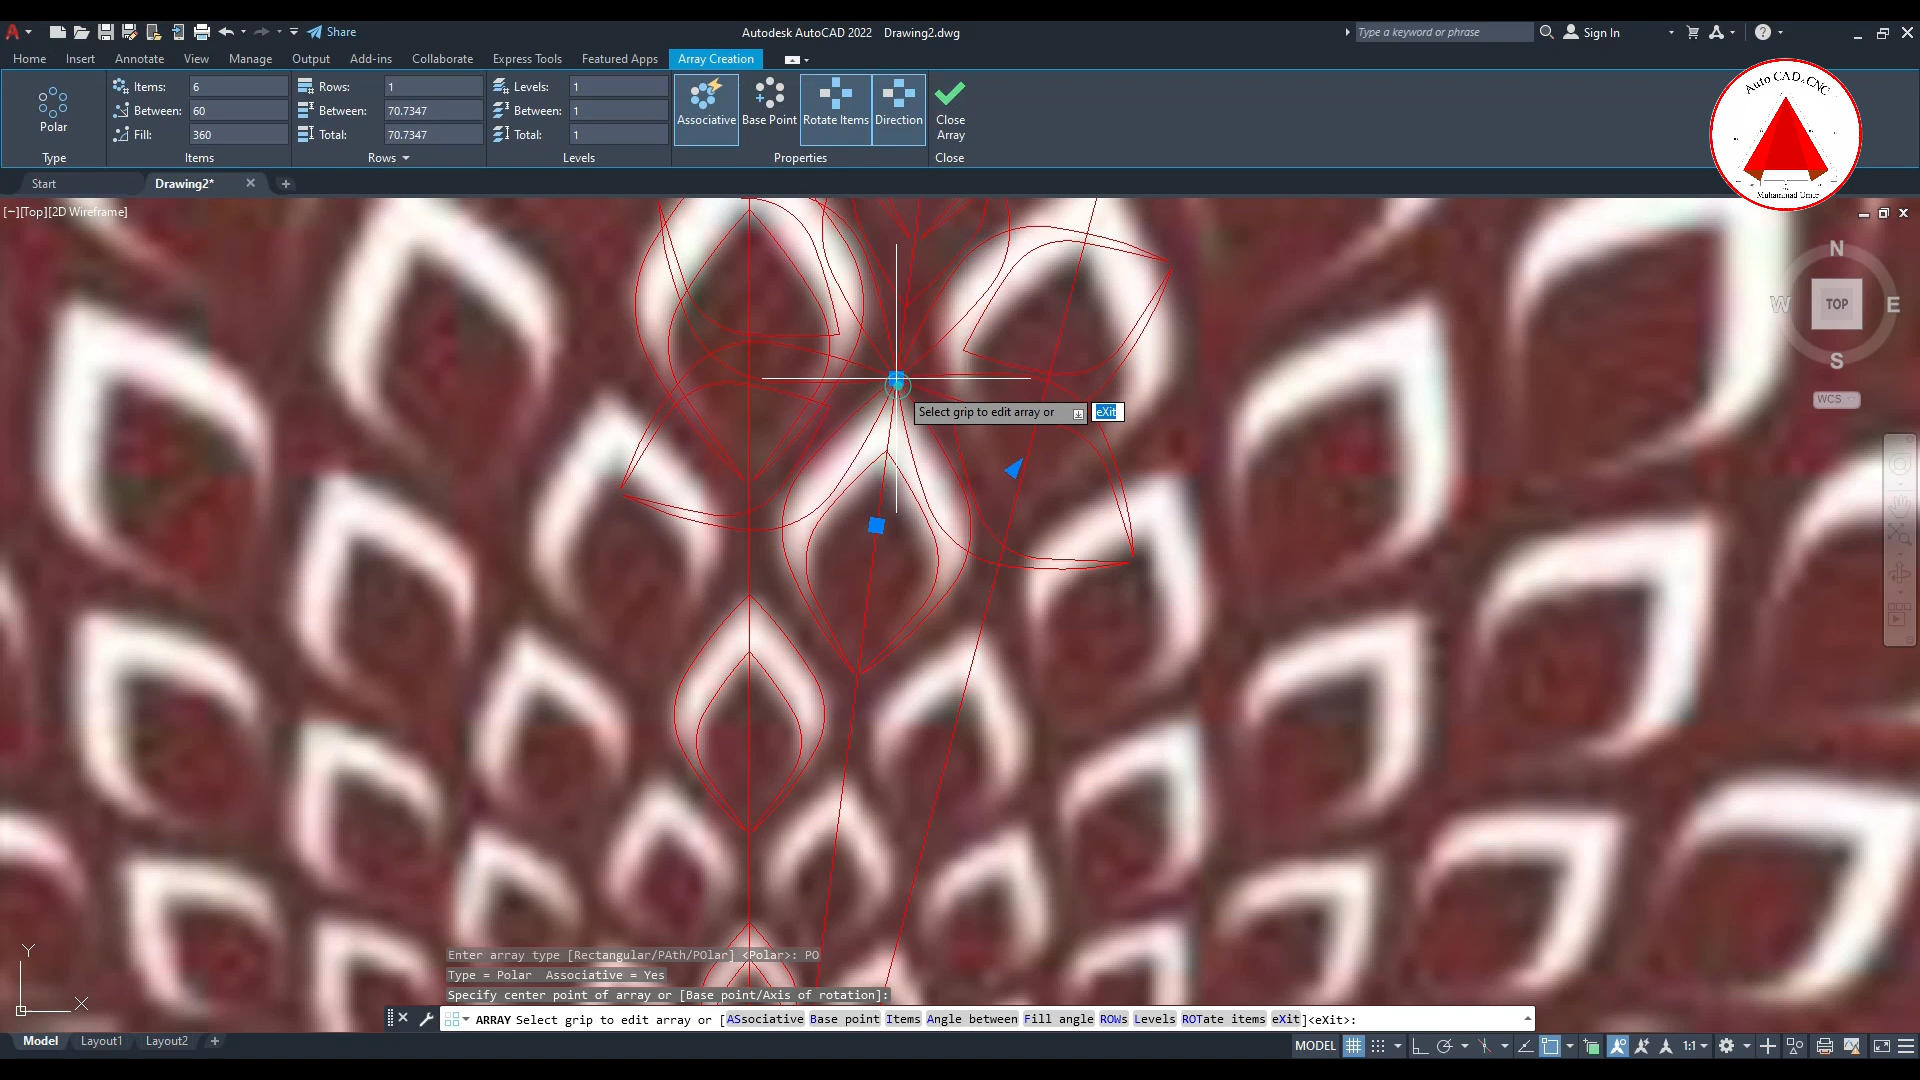 Share
Autodesk AutoCAD 2022 Drawing2.dwg
Type a keyword or phrase
Sign In
Home Insert Annotate View Manage Output Add-ins Collaborate Express Tools Featured Apps Array Creation
Polar
Type
Items: 6
Between: 60
Fill: 360
Items
Rows: 1
Between: 70.7347
Total: 70.7347
Rows
Levels: 1
Between: 1
Total: 1
Levels
Associative
Base Point
Rotate Items
Direction
Properties
Close Array
Close
Auto CAD & CNC
Muhammad Umar
Start
Drawing2*
[−][Top][2D Wireframe]
N
W TOP E
S
WCS
Select grip to edit array or eXit
Y
X
Enter array type [Rectangular/PAth/POlar] <Polar>: PO
Type = Polar Associative = Yes
Specify center point of array or [Base point/Axis of rotation]:
ARRAY Select grip to edit array or [ASsociative Base point Items Angle between Fill angle ROWs Levels ROTate items eXit]<eXit>:
Model Layout1 Layout2
MODEL
1:1